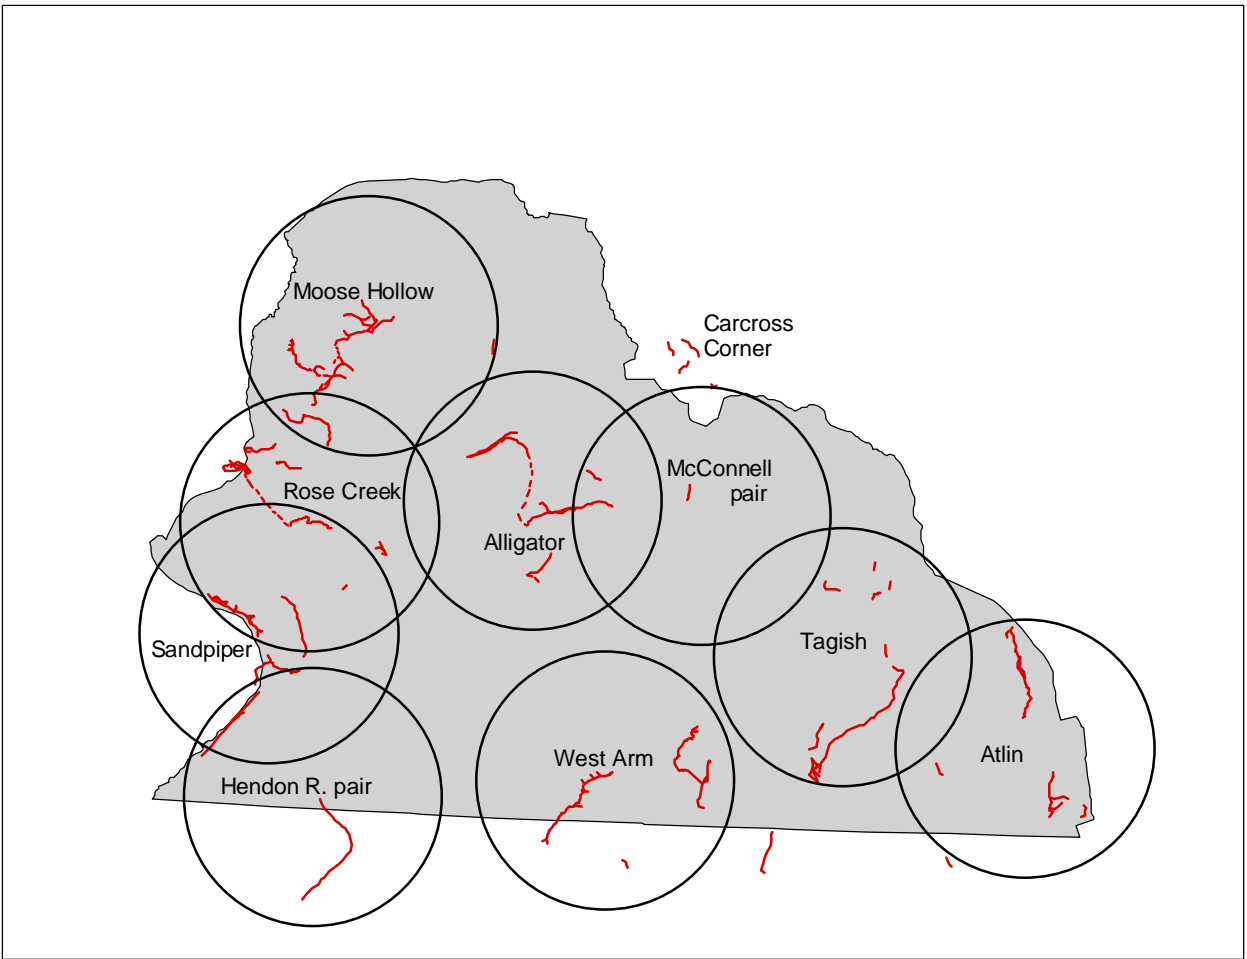 Moose Hollow
Carcross
Corner
McConnell
pair
Rose Creek
Alligator
Tagish
Sandpiper
Atlin
West Arm
Hendon R. pair